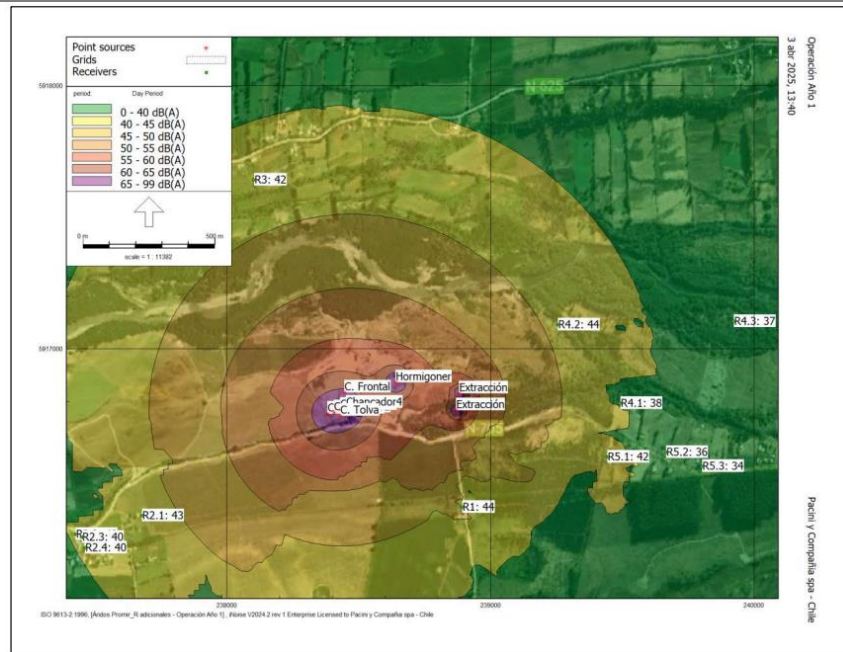 Point sources
Grids
Receivers
period:
Day Period
0 - 40 dB(A)
40 - 45 dB(A)
45 - 50 dB(A)
50 - 55 dB(A)
55 - 60 dB(A)
60 - 65 dB(A)
65 - 99 dB(A)
0 m
500 m
scale = 1 : 11382
Operación Año 1
3 abr 2025, 13:40
5918000
N-625
R3: 42
R4.2: 44
R4.3: 37
5917000
Hormigoner
C. Frontal
Extracción
Chancador4
C. Tolva
Extracción
R4.1: 38
R5.2: 36
R5.1: 42
R5.3: 34
R1: 44
R2.1: 43
R2.3: 40
R2.4: 40
238000
239000
240000
Pacini y Compañia spa - Chile
ISO 9613-2:1996, [Áridos Promir_R adicionales - Operación Año 1] , iNoise V2024.2 rev 1 Enterprise Licensed to Pacini y Compañia spa - Chile